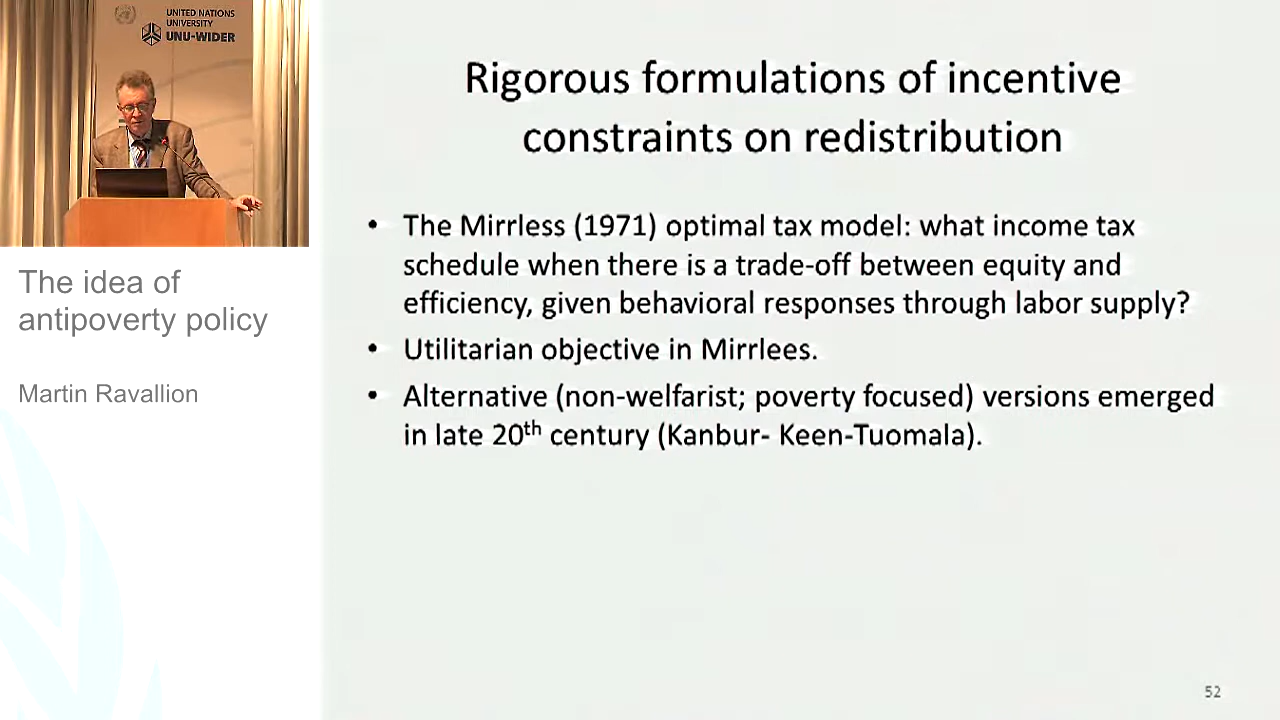 UNITED NATIONS
UNIVERSITY
UNU-WIDER
The idea of
antipoverty policy
Martin Ravallion
Rigorous formulations of incentive
constraints on redistribution
• The Mirrless (1971) optimal tax model: what income tax
schedule when there is a trade-off between equity and
efficiency, given behavioral responses through labor supply?
• Utilitarian objective in Mirrlees.
• Alternative (non-welfarist; poverty focused) versions emerged
in late 20th century (Kanbur- Keen-Tuomala).
52